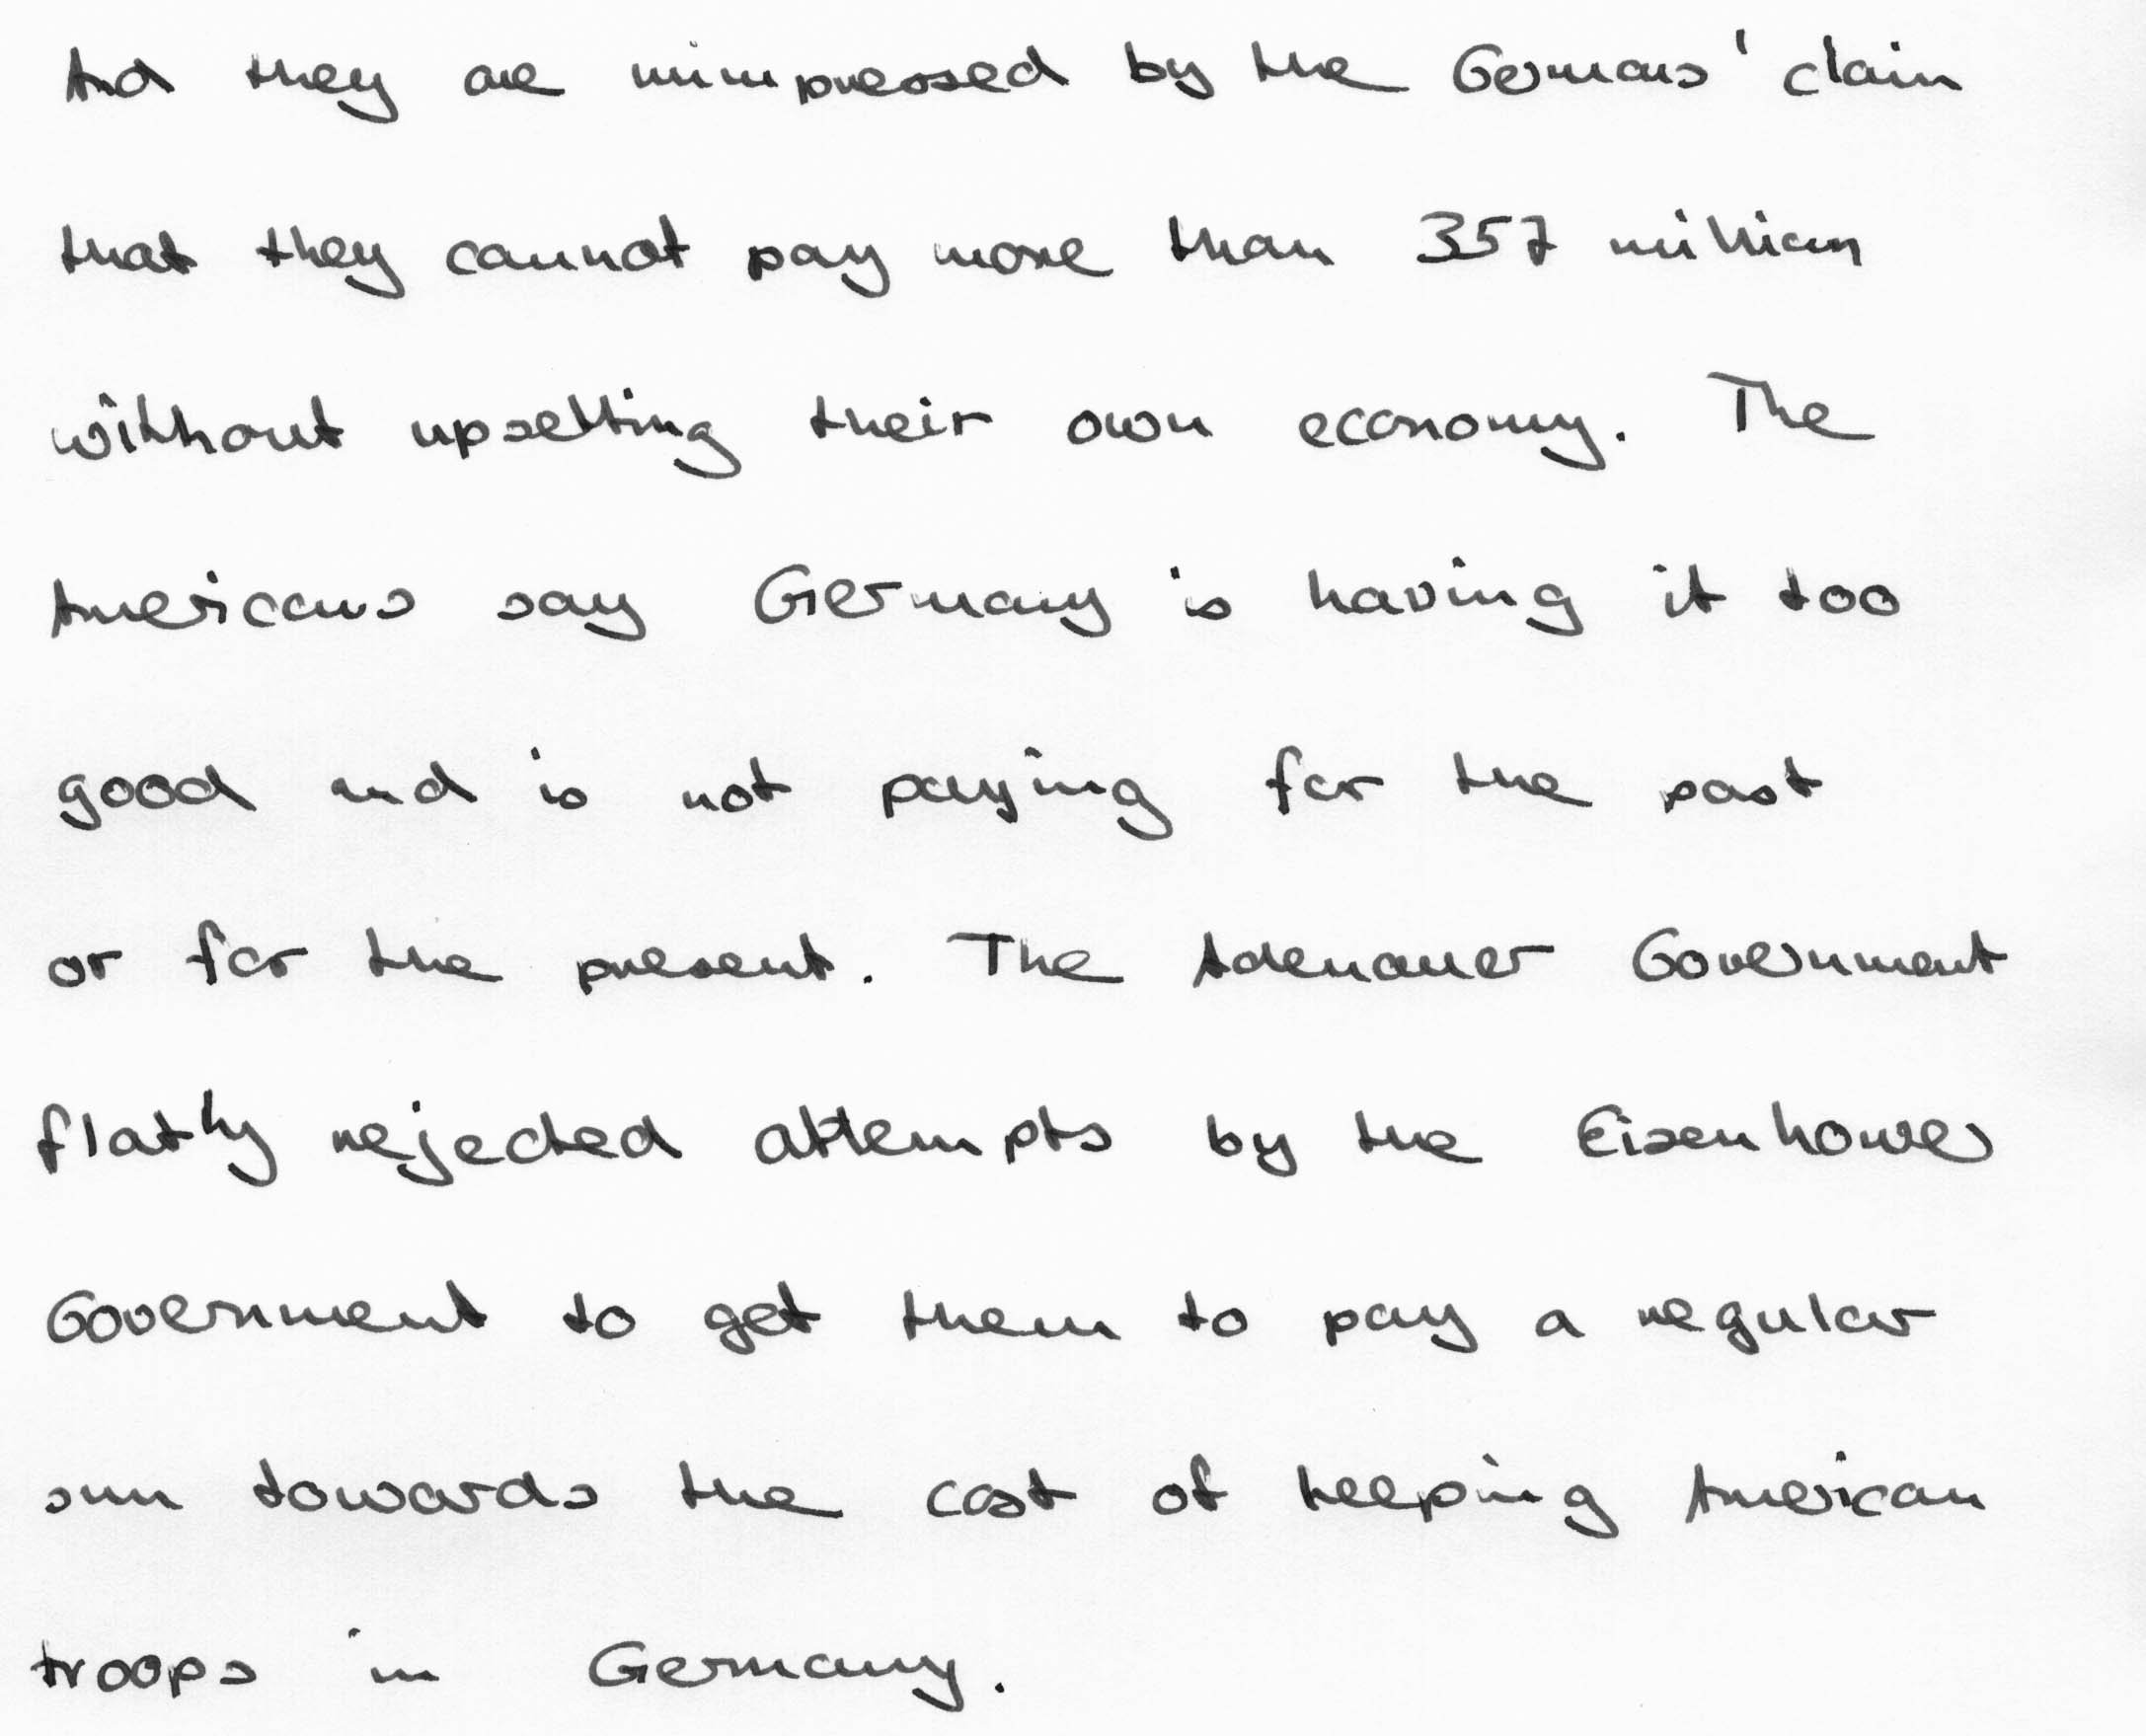 And they are unimpressed by the Germans' claim
that they cannot pay more than 357 million
without upsetting their own economy. The
Americans say Germany is having it too
good and is not paying for the past
or for the present. The Adenauer Government
flatly rejected attempts by the Eisenhower
Government to get them to pay a regular
sum towards the cost of keeping American
troops in Germany.